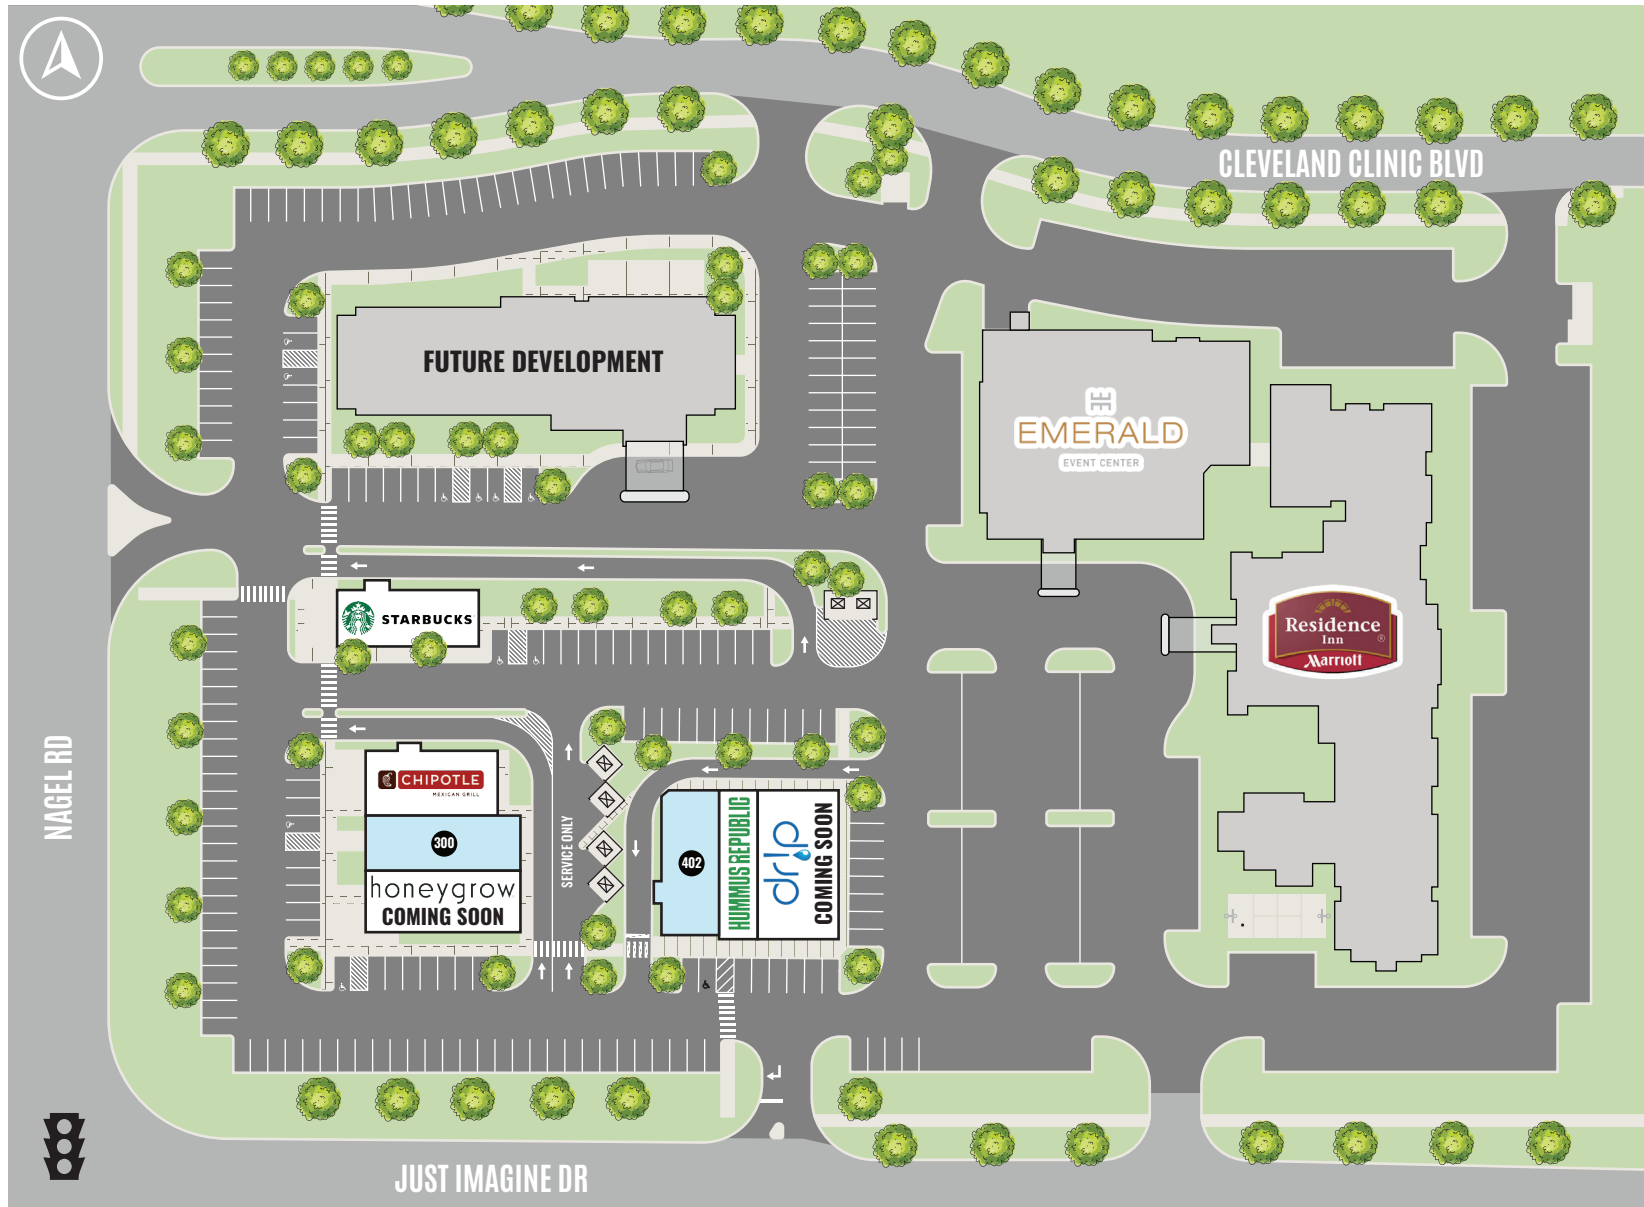 CLEVELAND CLINIC BLVD
FUTURE DEVELOPMENT
EMERALD
EVENT CENTER
STARBUCKS
Residence
Inn
®
Marriott
NAGEL RD
CHIPOTLE
MEXICAN GRILL
300
honeygrow
COMING SOON
SERVICE ONLY
402
HUMMUS REPUBLIC
drip
COMING SOON
JUST IMAGINE DR